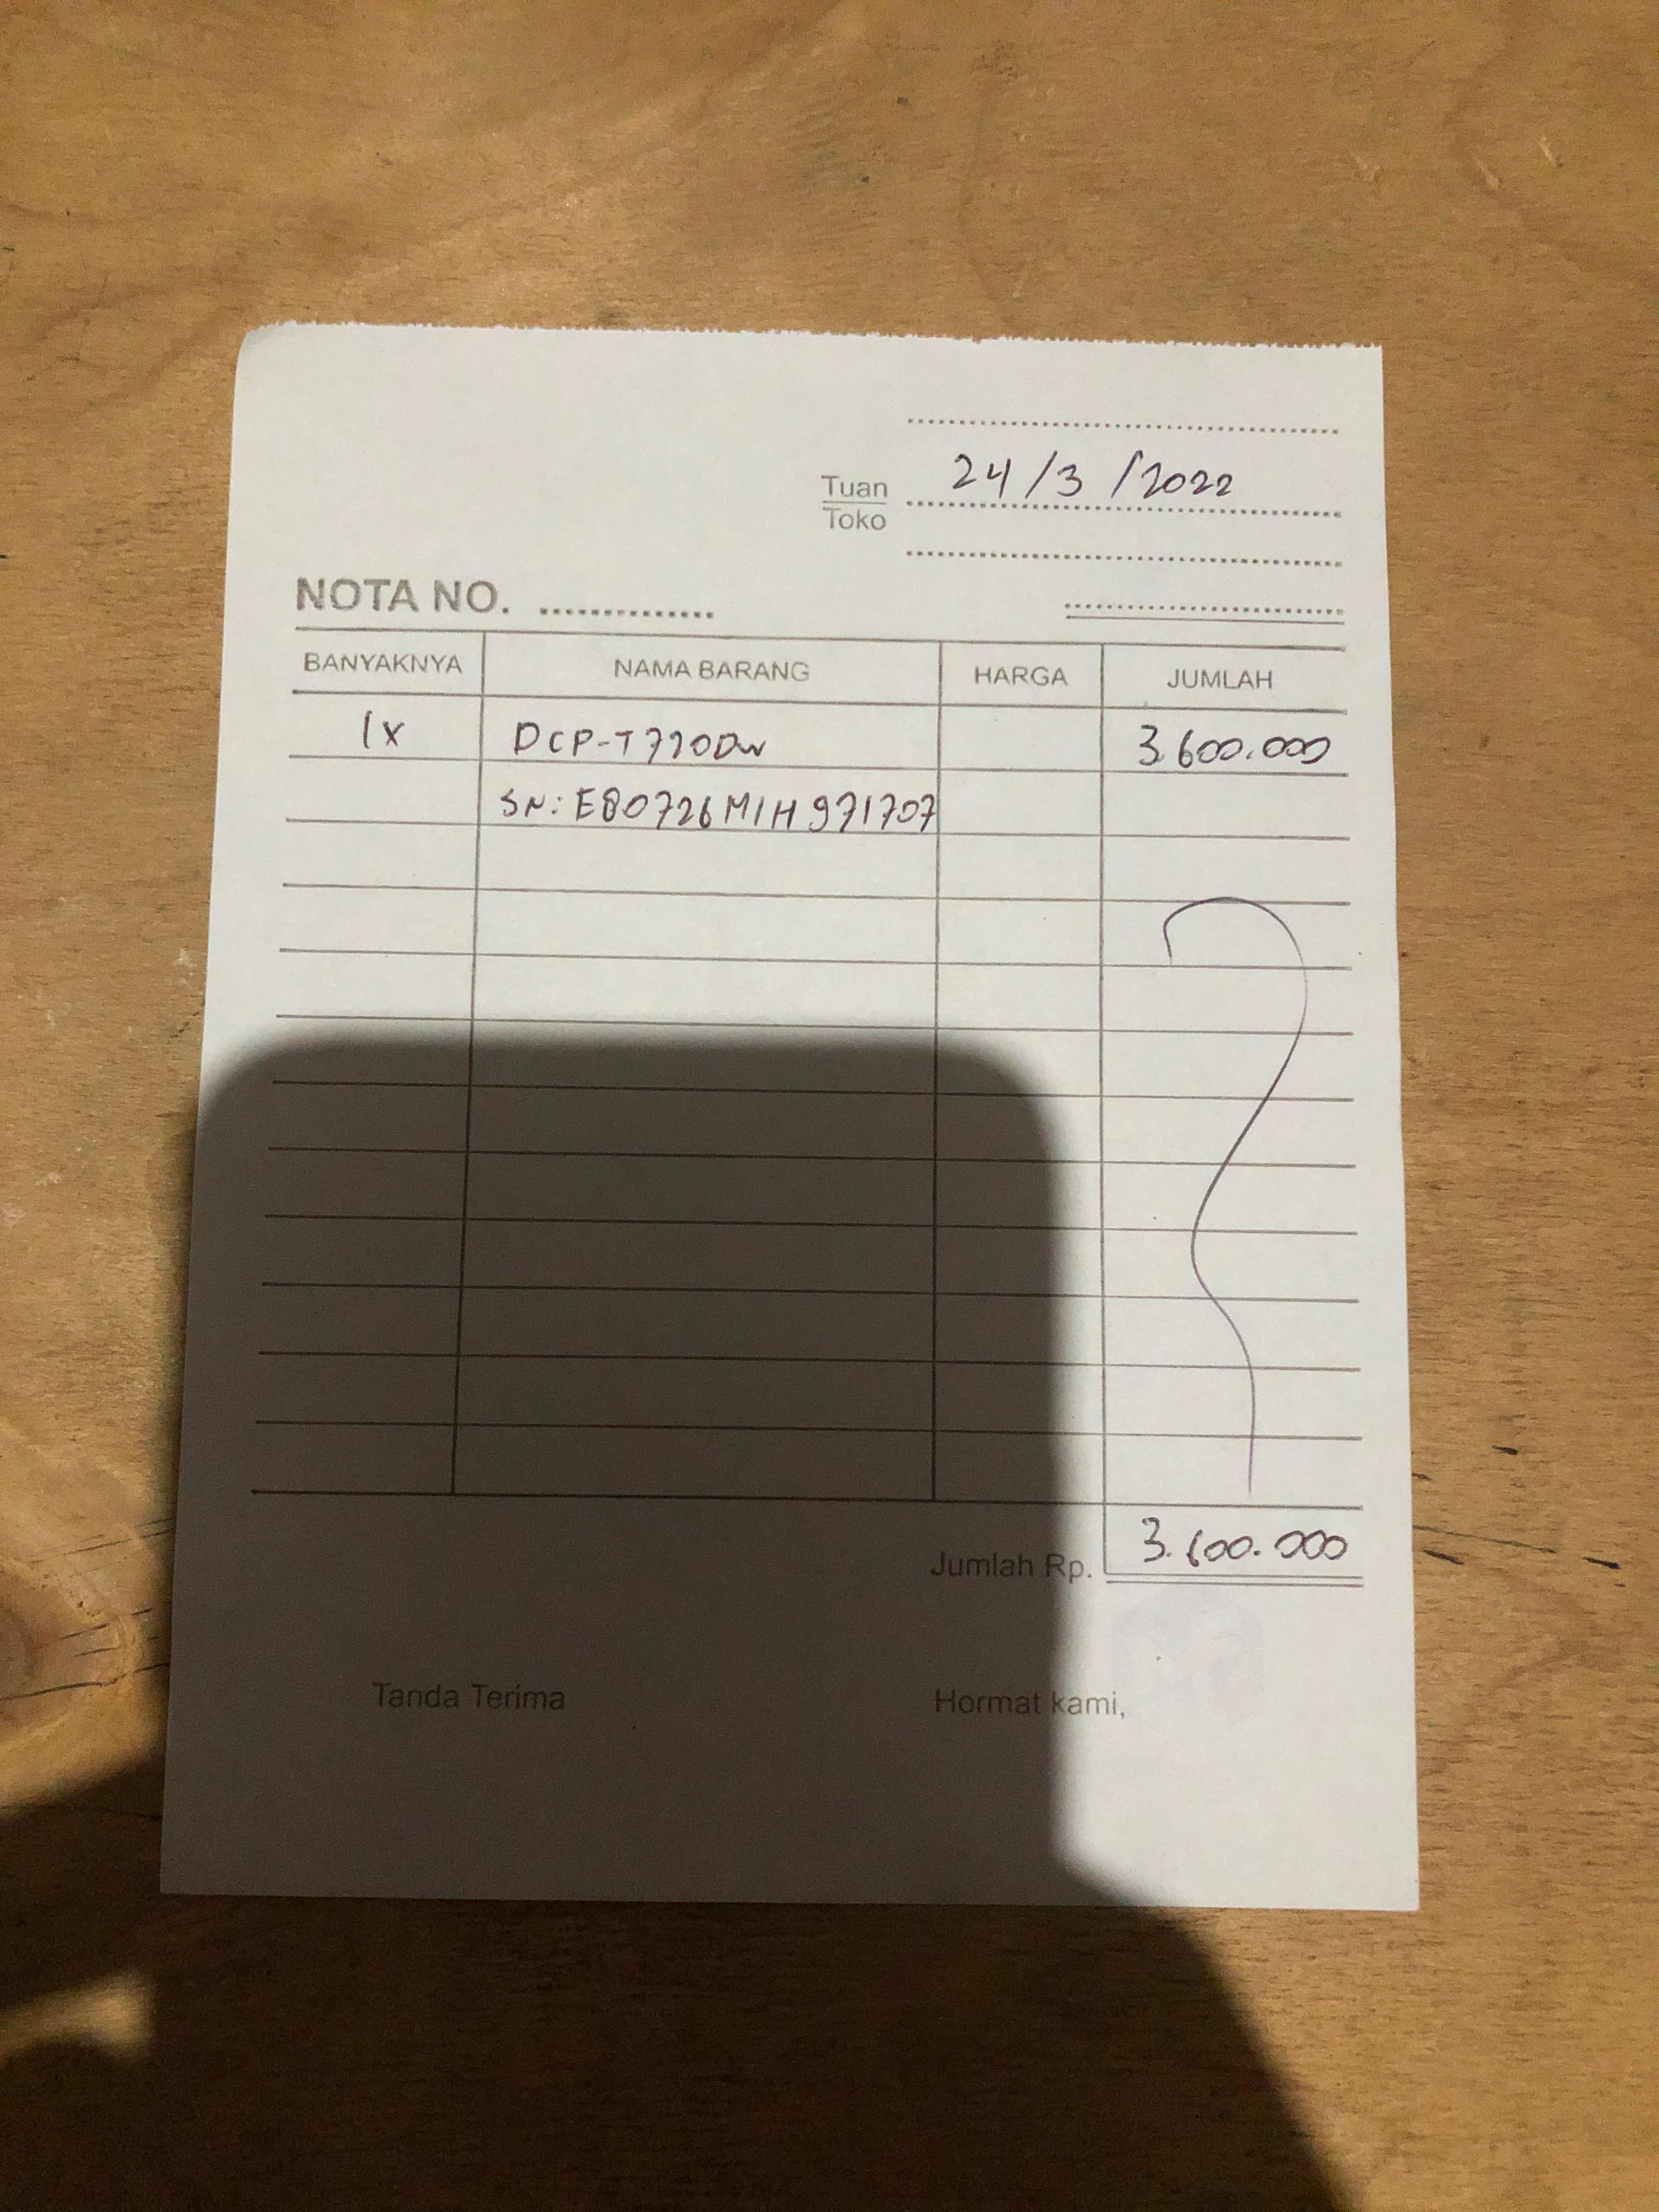 24/3/2022
Tuan
Toko
NOTA NO. ..............
BANYAKNYA NAMA BARANG HARGA JUMLAH
1x DCP-T720DW 3.600.000
SN: E80726M1H971707
Jumlah Rp. 3.600.000
Tanda Terima Hormat kami,